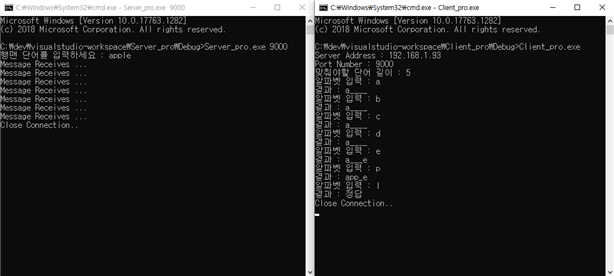 C:₩Windows₩System32₩cmd.exe - Server_pro.exe 9000
Microsoft Windows [Version 10.0.17763.1282]
(c) 2018 Microsoft Corporation. All rights reserved.
C:₩dev₩visualstudio-workspace₩Server_pro₩Debug>Server_pro.exe 9000
행맨 단어를 입력하세요 : apple
Message Receives ...
Message Receives ...
Message Receives ...
Message Receives ...
Message Receives ...
Message Receives ...
Message Receives ...
Close Connection..
C:₩Windows₩System32₩cmd.exe - Client_pro.exe
Microsoft Windows [Version 10.0.17763.1282]
(c) 2018 Microsoft Corporation. All rights reserved.
C:₩dev₩visualstudio-workspace₩Client_pro₩Debug>Client_pro.exe
Server Address : 192.168.1.93
Port Number : 9000
맞춰야할 단어 길이 : 5
알파벳 입력 : a
결과 : a____
알파벳 입력 : b
결과 : a____
알파벳 입력 : c
결과 : a____
알파벳 입력 : d
결과 : a____
알파벳 입력 : e
결과 : a___e
알파벳 입력 : p
결과 : app_e
알파벳 입력 : l
결과 : 정답
Close Connection..